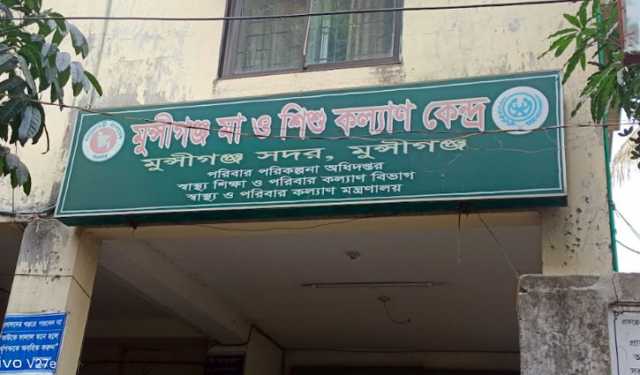 মুন্সীগঞ্জ মা ও শিশু কল্যাণ কেন্দ্র
মুন্সীগঞ্জ সদর, মুন্সীগঞ্জ
পরিবার পরিকল্পনা অধিদপ্তর
স্বাস্থ্য শিক্ষা ও পরিবার কল্যাণ বিভাগ
স্বাস্থ্য ও পরিবার কল্যাণ মন্ত্রণালয়
vivo V27e